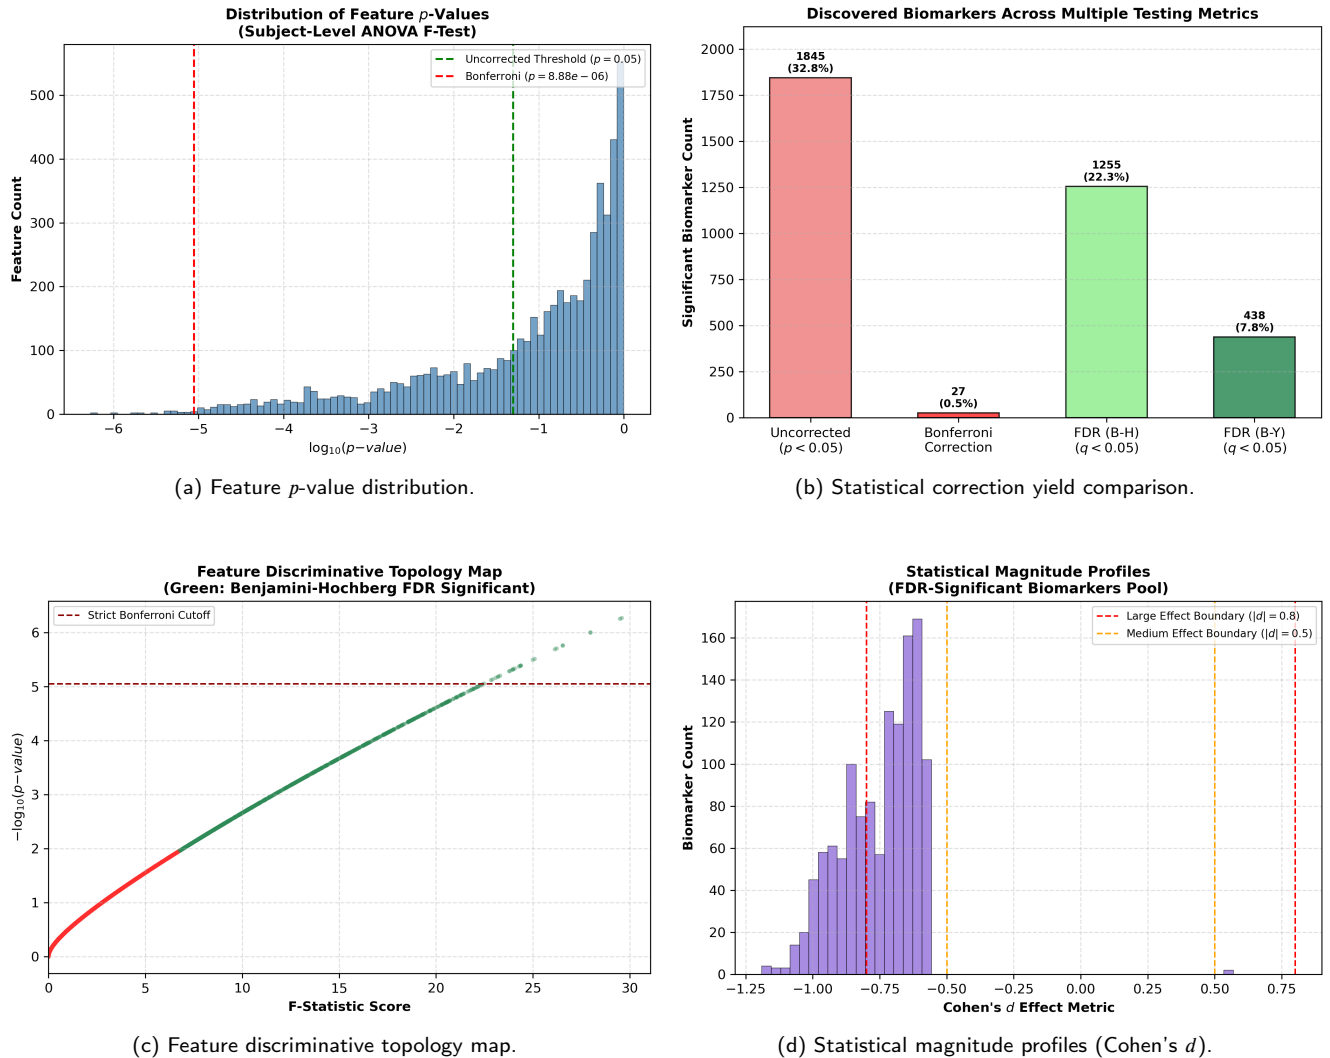 Distribution of Feature p-Values
(Subject-Level ANOVA F-Test)
Uncorrected Threshold (p = 0.05)
Bonferroni (p = 8.88e − 06)
Feature Count
500
400
300
200
100
0
−6
−5
−4
−3
−2
−1
0
log10(p−value)
(a) Feature p-value distribution.
Discovered Biomarkers Across Multiple Testing Metrics
Significant Biomarker Count
2000
1750
1500
1250
1000
750
500
250
0
1845
(32.8%)
27
(0.5%)
1255
(22.3%)
438
(7.8%)
Uncorrected
(p < 0.05)
Bonferroni
Correction
FDR (B-H)
(q < 0.05)
FDR (B-Y)
(q < 0.05)
(b) Statistical correction yield comparison.
Feature Discriminative Topology Map
(Green: Benjamini-Hochberg FDR Significant)
Strict Bonferroni Cutoff
−log10(p−value)
6
5
4
3
2
1
0
0
5
10
15
20
25
30
F-Statistic Score
(c) Feature discriminative topology map.
Statistical Magnitude Profiles
(FDR-Significant Biomarkers Pool)
Large Effect Boundary (|d| = 0.8)
Medium Effect Boundary (|d| = 0.5)
Biomarker Count
160
140
120
100
80
60
40
20
0
−1.25
−1.00
−0.75
−0.50
−0.25
0.00
0.25
0.50
0.75
Cohen's d Effect Metric
(d) Statistical magnitude profiles (Cohen's d).